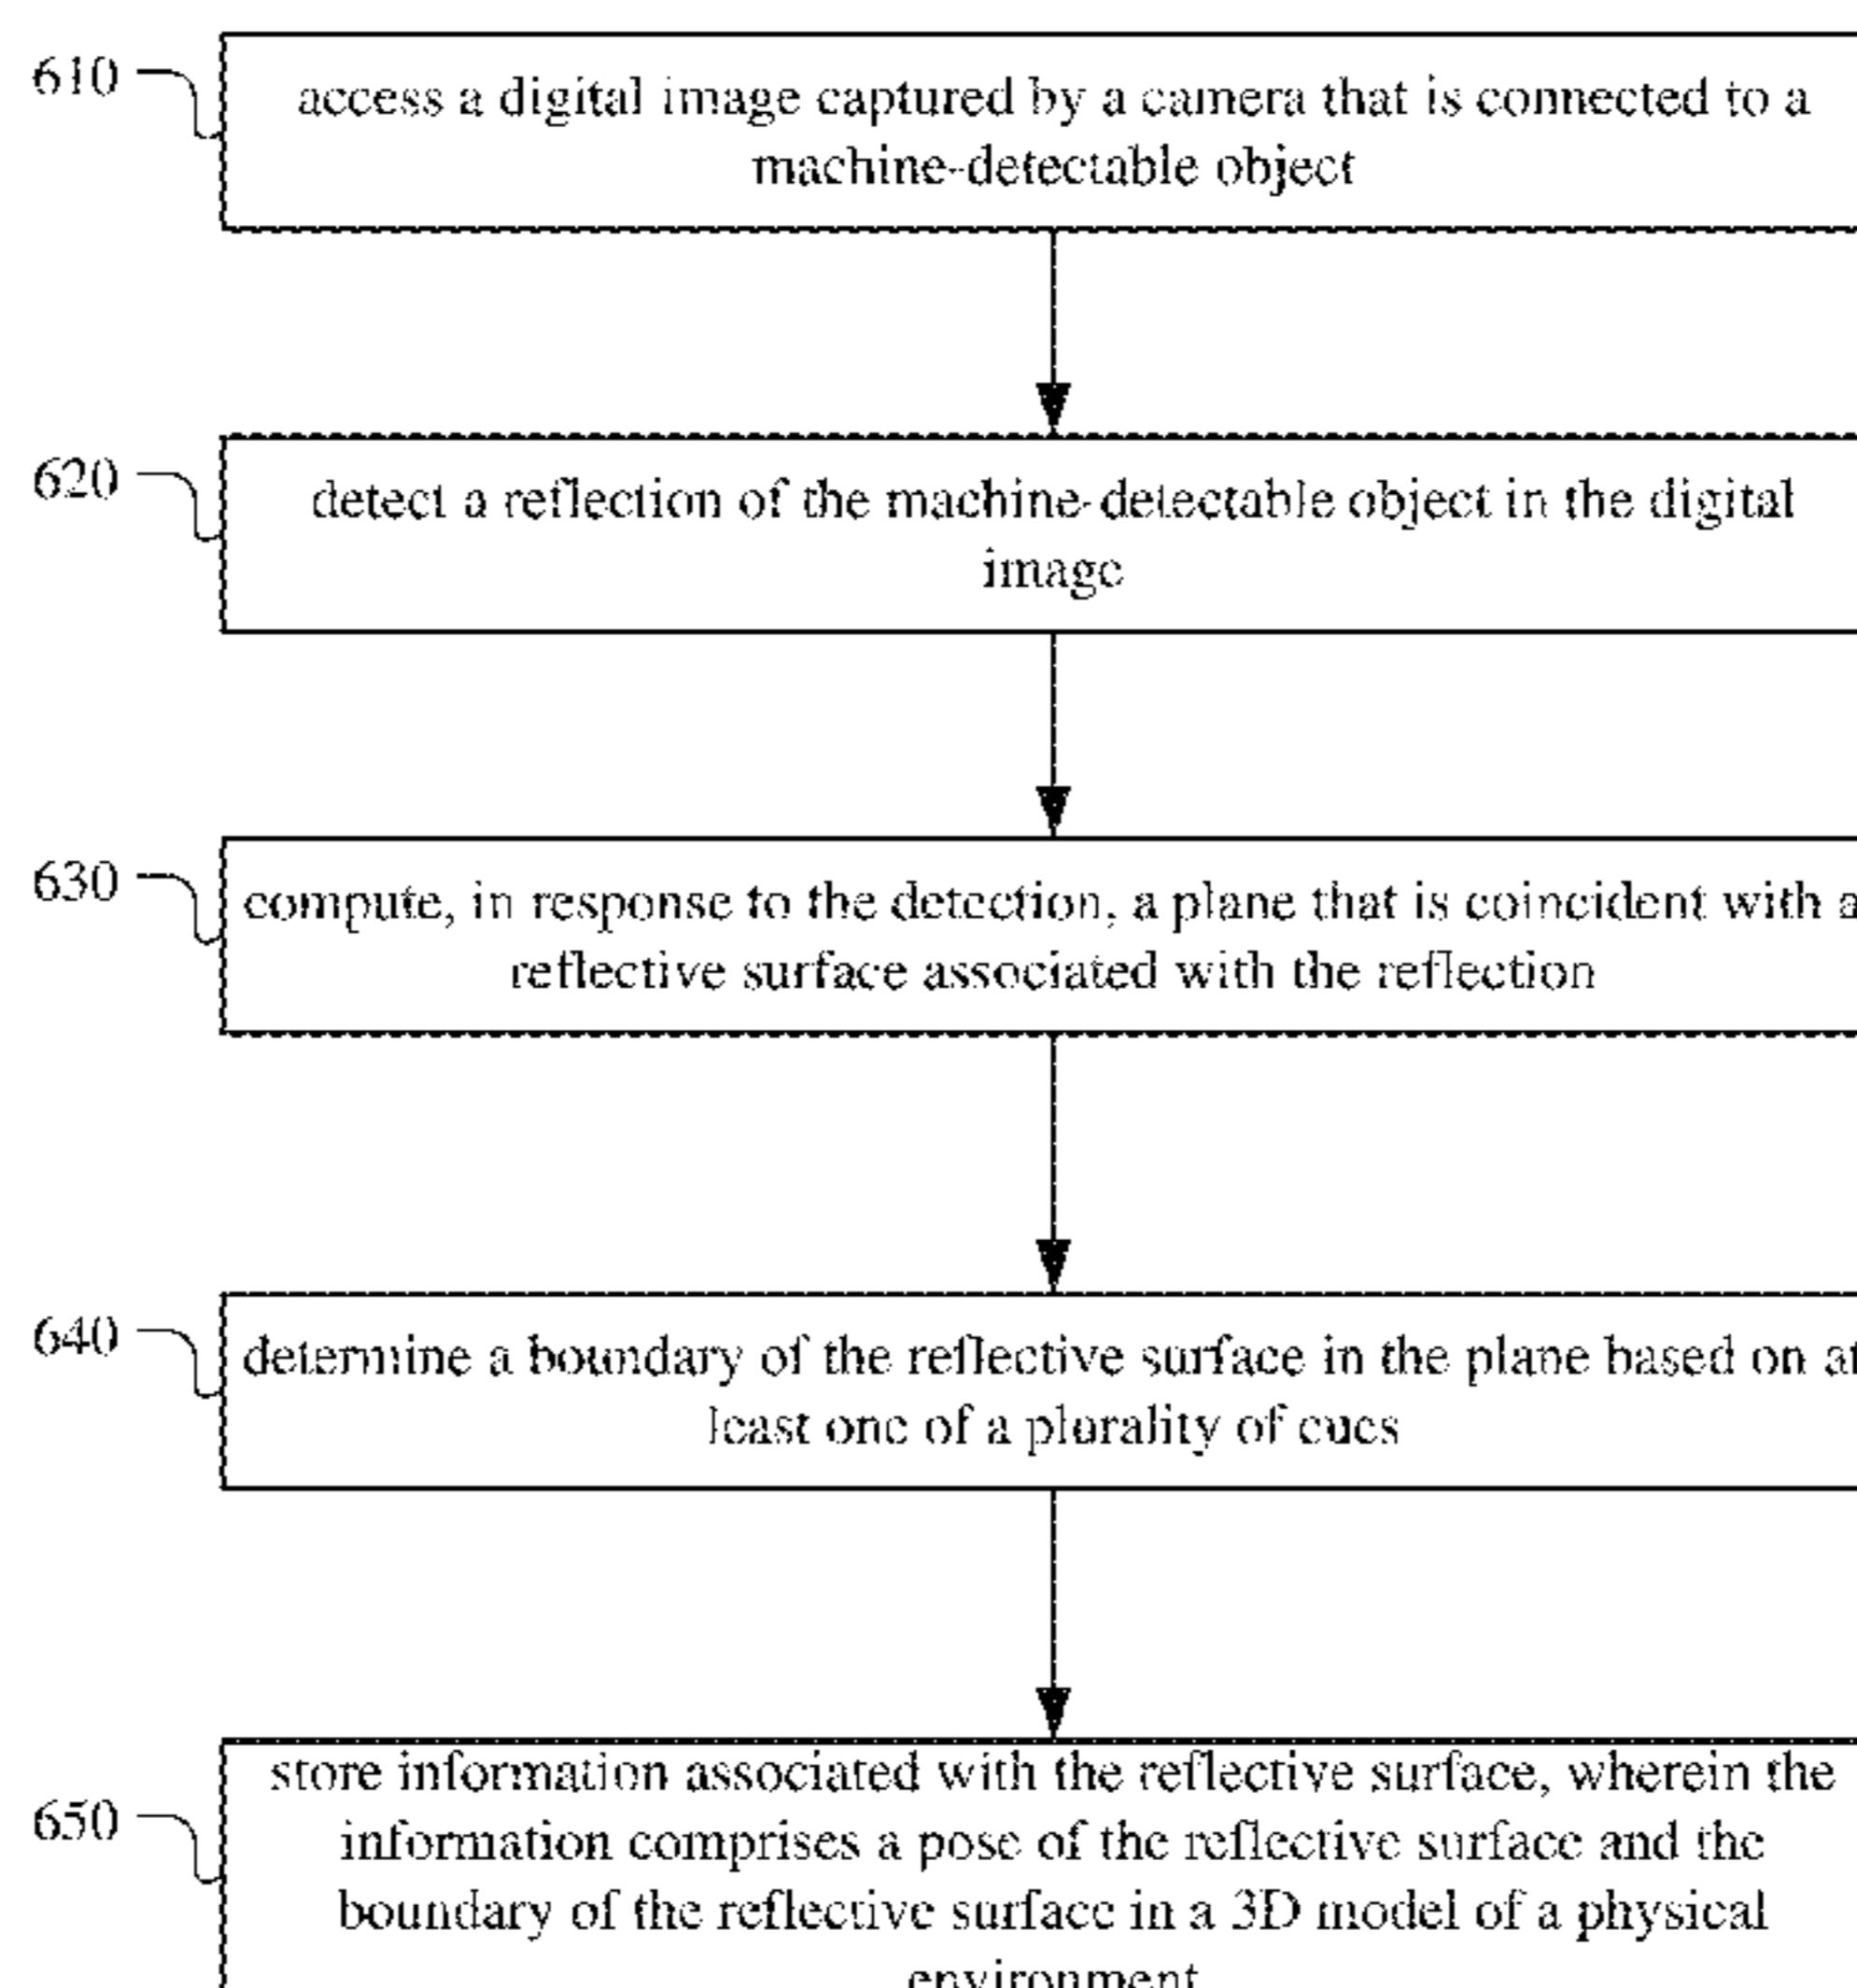 610
access a digital image captured by a camera that is connected to a
machine-detectable object
620
detect a reflection of the machine-detectable object in the digital
image
630
compute, in response to the detection, a plane that is coincident with a
reflective surface associated with the reflection
640
determine a boundary of the reflective surface in the plane based on at
least one of a plurality of cues
650
store information associated with the reflective surface, wherein the
information comprises a pose of the reflective surface and the
boundary of the reflective surface in a 3D model of a physical
environment